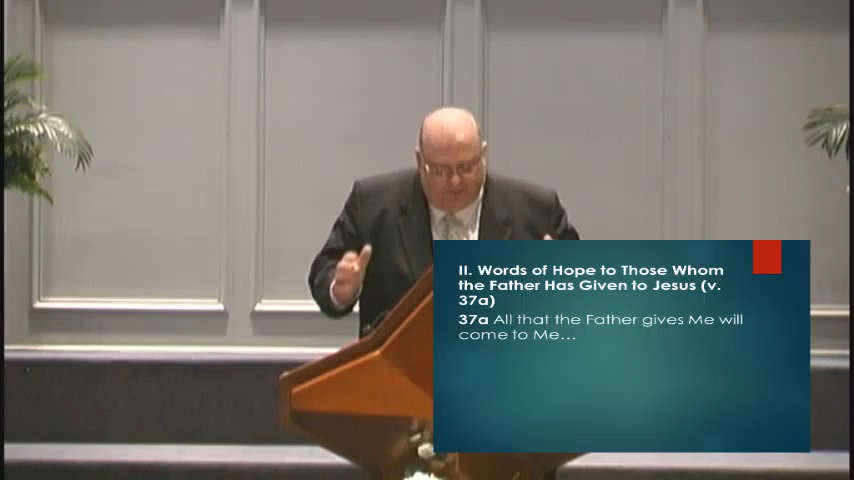 II. Words of Hope to Those Whom
the Father Has Given to Jesus (v.
37a)
37a All that the Father gives Me will
come to Me…